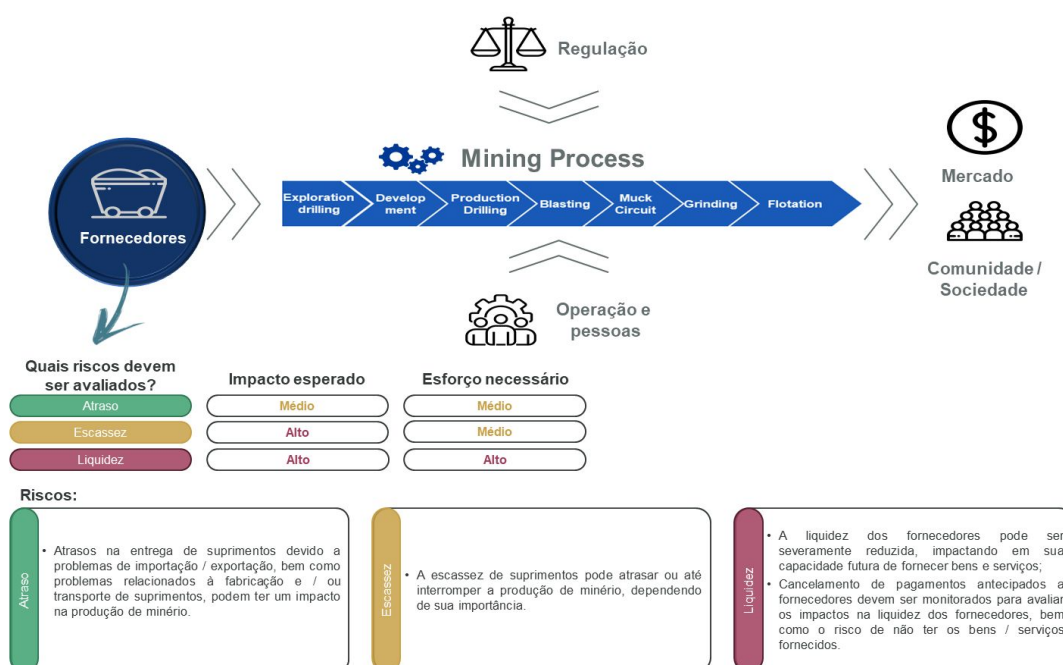 Regulação
Mining Process
Exploration
drilling
Develop
ment
Production
Drilling
Blasting
Muck
Circuit
Grinding
Flotation
Fornecedores
$
Mercado
Comunidade /
Sociedade
Operação e
pessoas
Quais riscos devem
ser avaliados?
Impacto esperado
Esforço necessário
Atraso
Médio
Médio
Escassez
Alto
Médio
Liquidez
Alto
Alto
Riscos:
Atraso
• Atrasos na entrega de suprimentos devido a
problemas de importação / exportação, bem como
problemas relacionados à fabricação e / ou
transporte de suprimentos, podem ter um impacto
na produção de minério.
Escassez
• A escassez de suprimentos pode atrasar ou até
interromper a produção de minério, dependendo
de sua importância.
Liquidez
• A liquidez dos fornecedores pode ser
severamente reduzida, impactando em sua
capacidade futura de fornecer bens e serviços;
• Cancelamento de pagamentos antecipados a
fornecedores devem ser monitorados para avaliar
os impactos na liquidez dos fornecedores, bem
como o risco de não ter os bens / serviços
fornecidos.